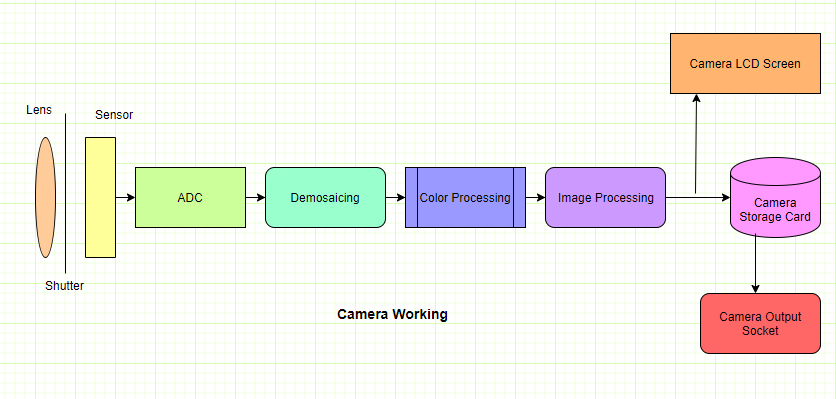 Camera LCD Screen
Lens
Sensor
ADC
Demosaicing
Color Processing
Image Processing
Camera
Storage Card
Shutter
Camera Working
Camera Output
Socket